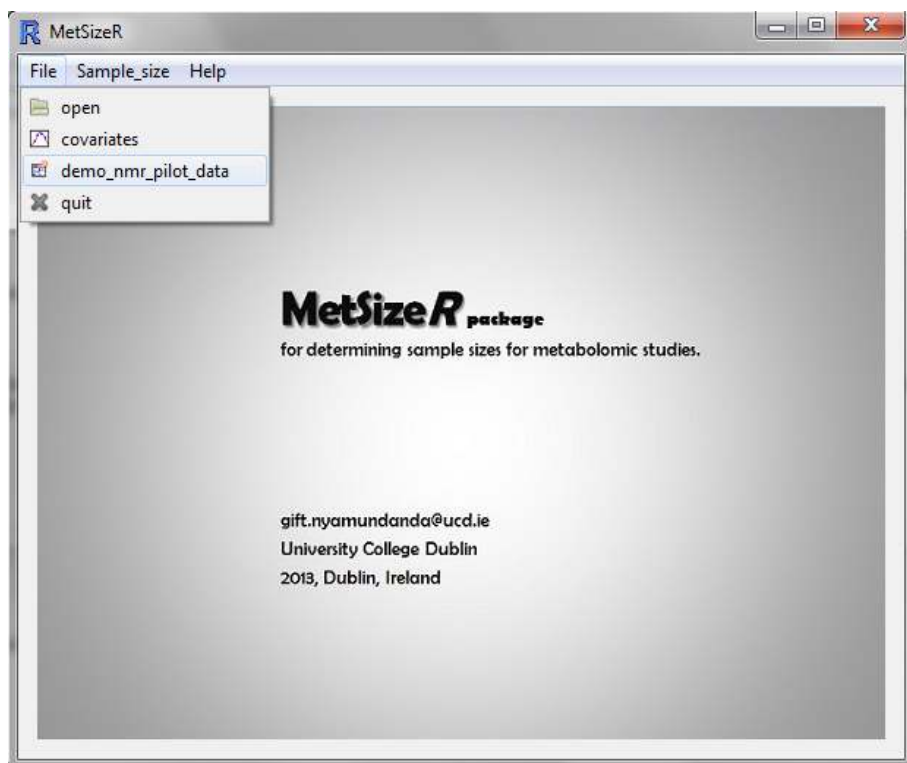 MetSizeR
File Sample_size Help
open
covariates
demo_nmr_pilot_data
quit
MetSizeR package
for determining sample sizes for metabolomic studies.
gift.nyamundanda@ucd.ie
University College Dublin
2013, Dublin, Ireland